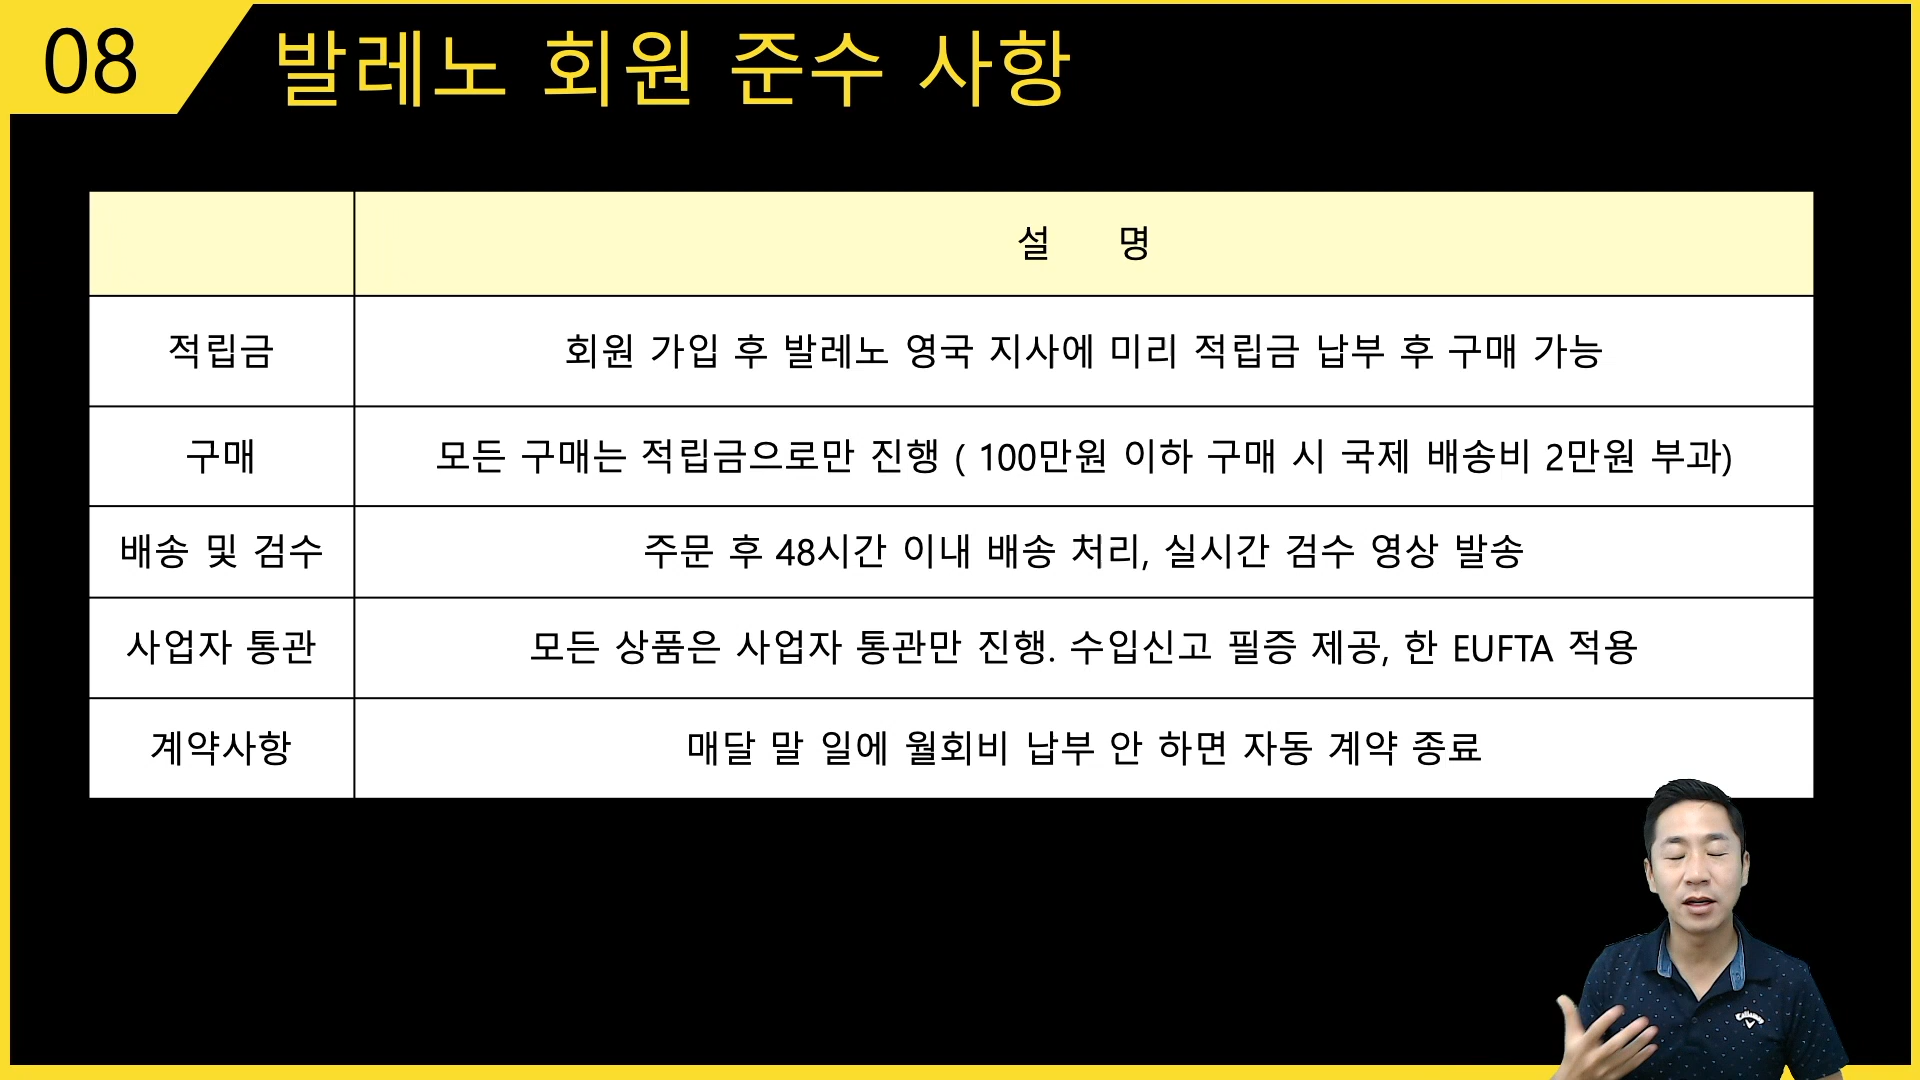 08
발레노 회원 준수 사항
설 명
적립금
회원 가입 후 발레노 영국 지사에 미리 적립금 납부 후 구매 가능
구매
모든 구매는 적립금으로만 진행 ( 100만원 이하 구매 시 국제 배송비 2만원 부과)
배송 및 검수
주문 후 48시간 이내 배송 처리, 실시간 검수 영상 발송
사업자 통관
모든 상품은 사업자 통관만 진행. 수입신고 필증 제공, 한 EUFTA 적용
계약사항
매달 말 일에 월회비 납부 안 하면 자동 계약 종료
Callaway